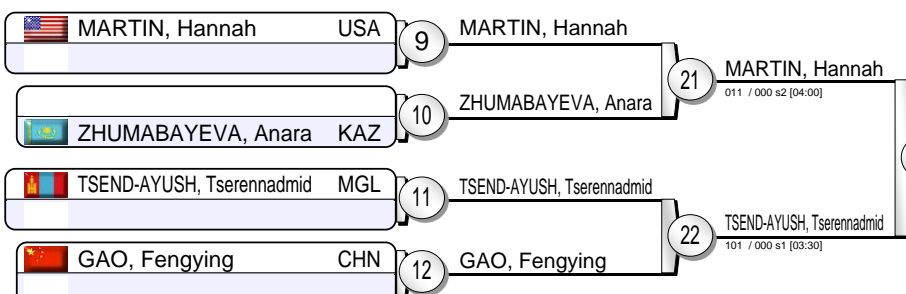 MARTIN, Hannah USA
9
MARTIN, Hannah
21
MARTIN, Hannah
011 / 000 s2 [04:00]
10
ZHUMABAYEVA, Anara
ZHUMABAYEVA, Anara KAZ
TSEND-AYUSH, Tserennadmid MGL
11
TSEND-AYUSH, Tserennadmid
22
TSEND-AYUSH, Tserennadmid
101 / 000 s1 [03:30]
GAO, Fengying CHN
12
GAO, Fengying